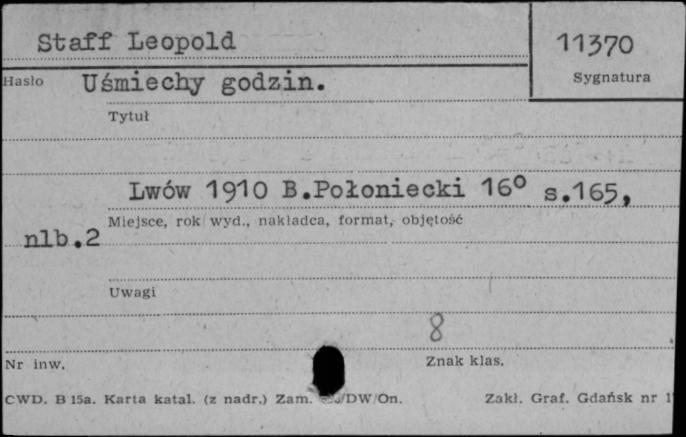 Staff Leopold
11370
Hasło
Sygnatura
Uśmiechy godzin.
Tytuł
Lwów 1910 B.Połoniecki 16° s.165,
Miejsce, rok wyd., nakładca, format, objętość
nlb.2
Uwagi
8
Nr inw.
Znak klas.
CWD. B 15a. Karta katal. (z nadr.) Zam. /DW/On.
Zakł. Graf. Gdańsk nr